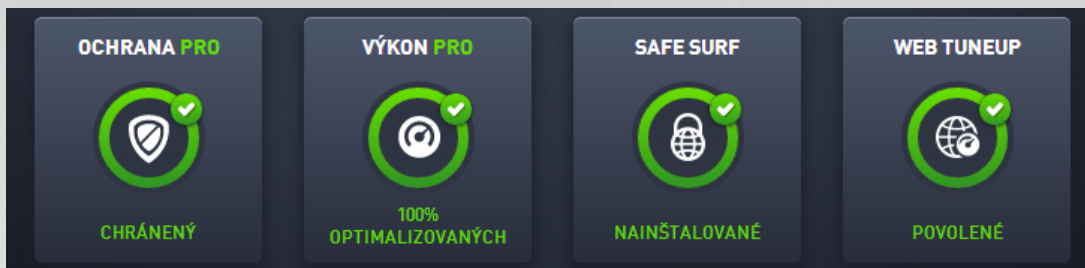 OCHRANA PRO
CHRÁNENÝ
VÝKON PRO
100%
OPTIMALIZOVANÝCH
SAFE SURF
NAINŠTALOVANÉ
WEB TUNEUP
POVOLENÉ